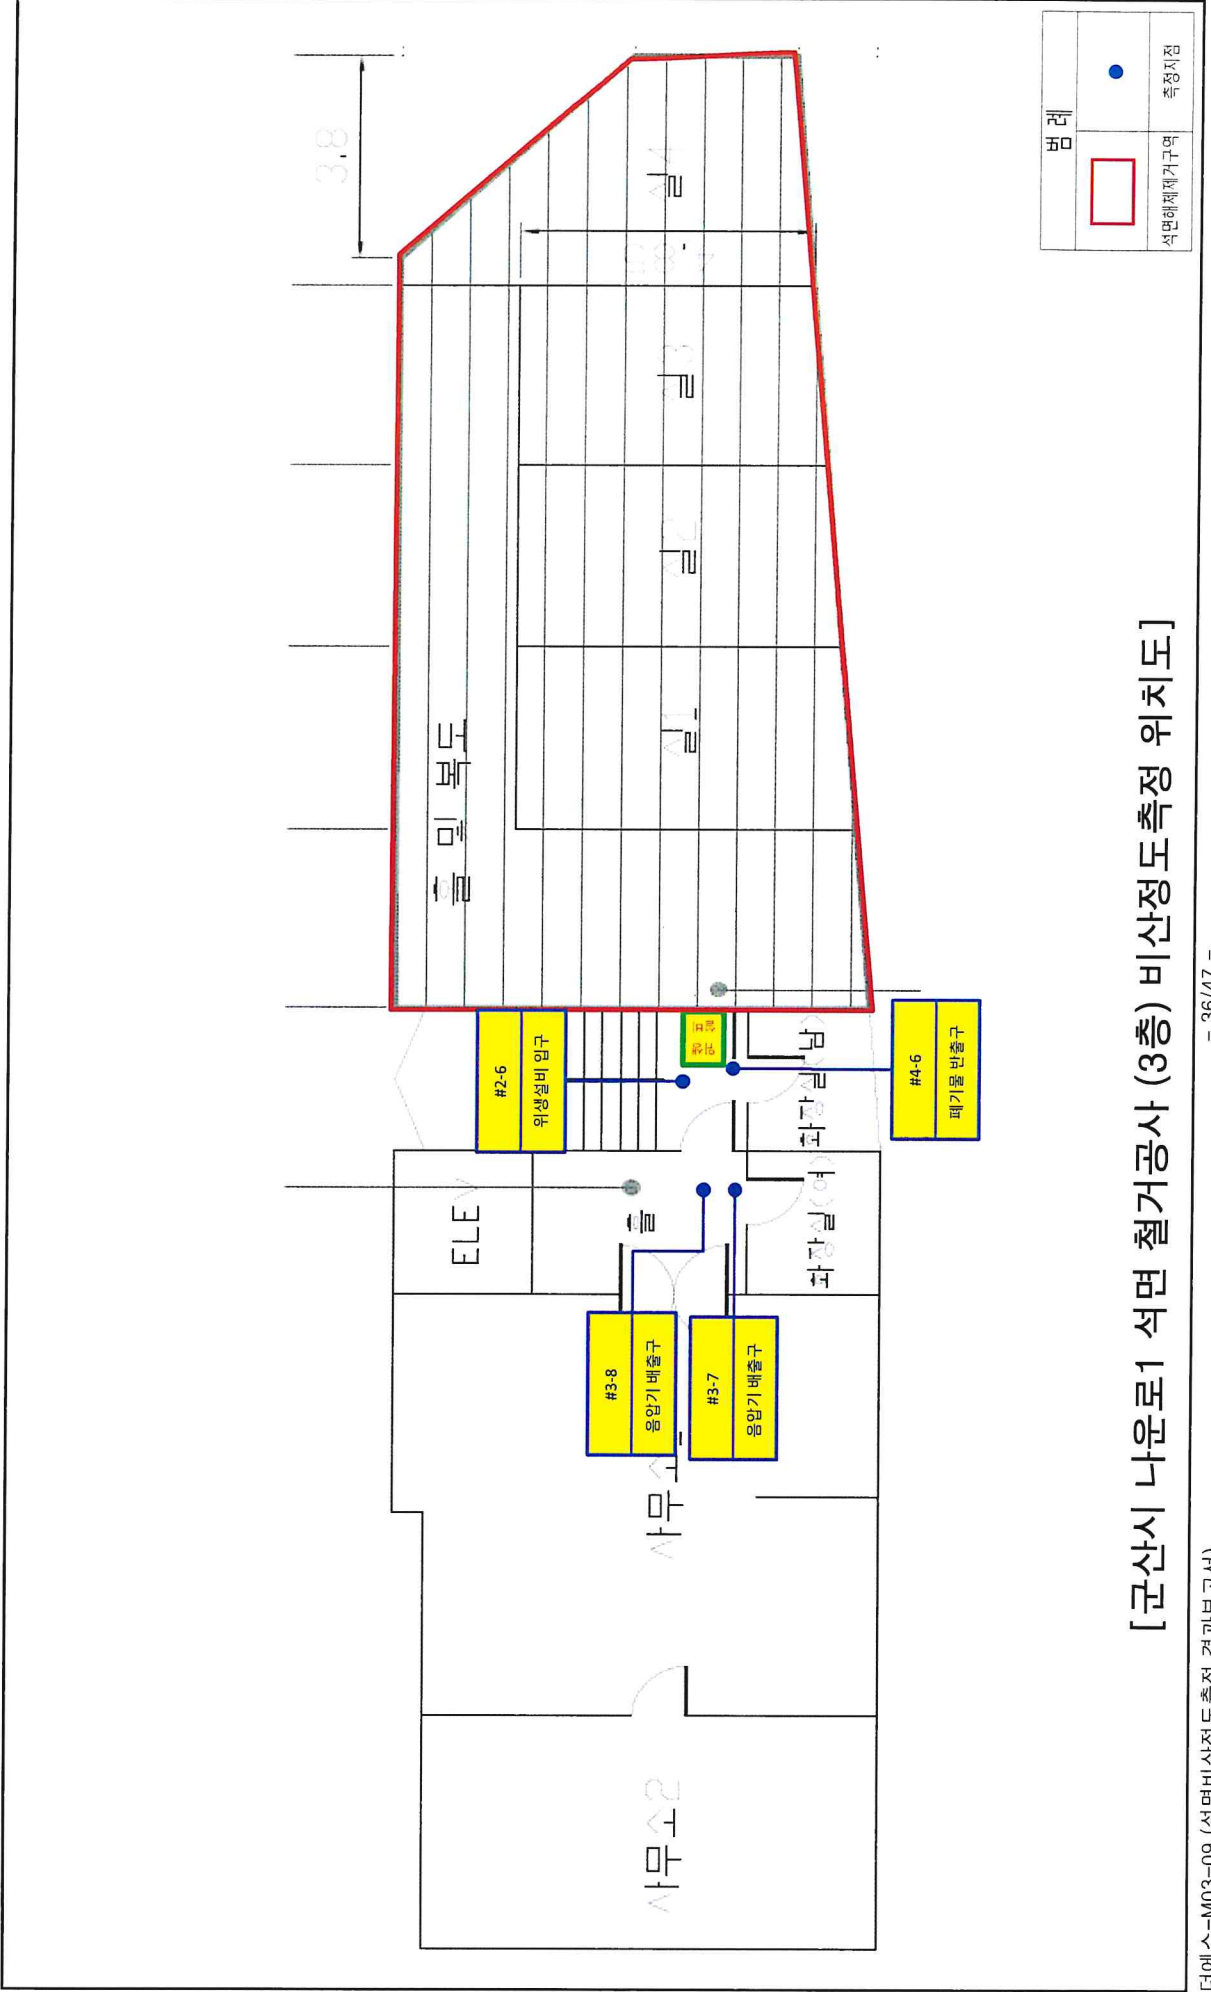 범 례
석면해체제거구역
측정지점
3.8
홀 및 복도
실1
실2
실3
실4
#2-6
위생설비 입구
#4-6
폐기물 반출구
#3-8
음압기 배출구
#3-7
음압기 배출구
ELEV
홀
화장실(여)
화장실(남)
사무소
사무소2
[군산시 나운로1 석면 철거공사 (3층) 비산정도측정 위치도]
- 36/47 -